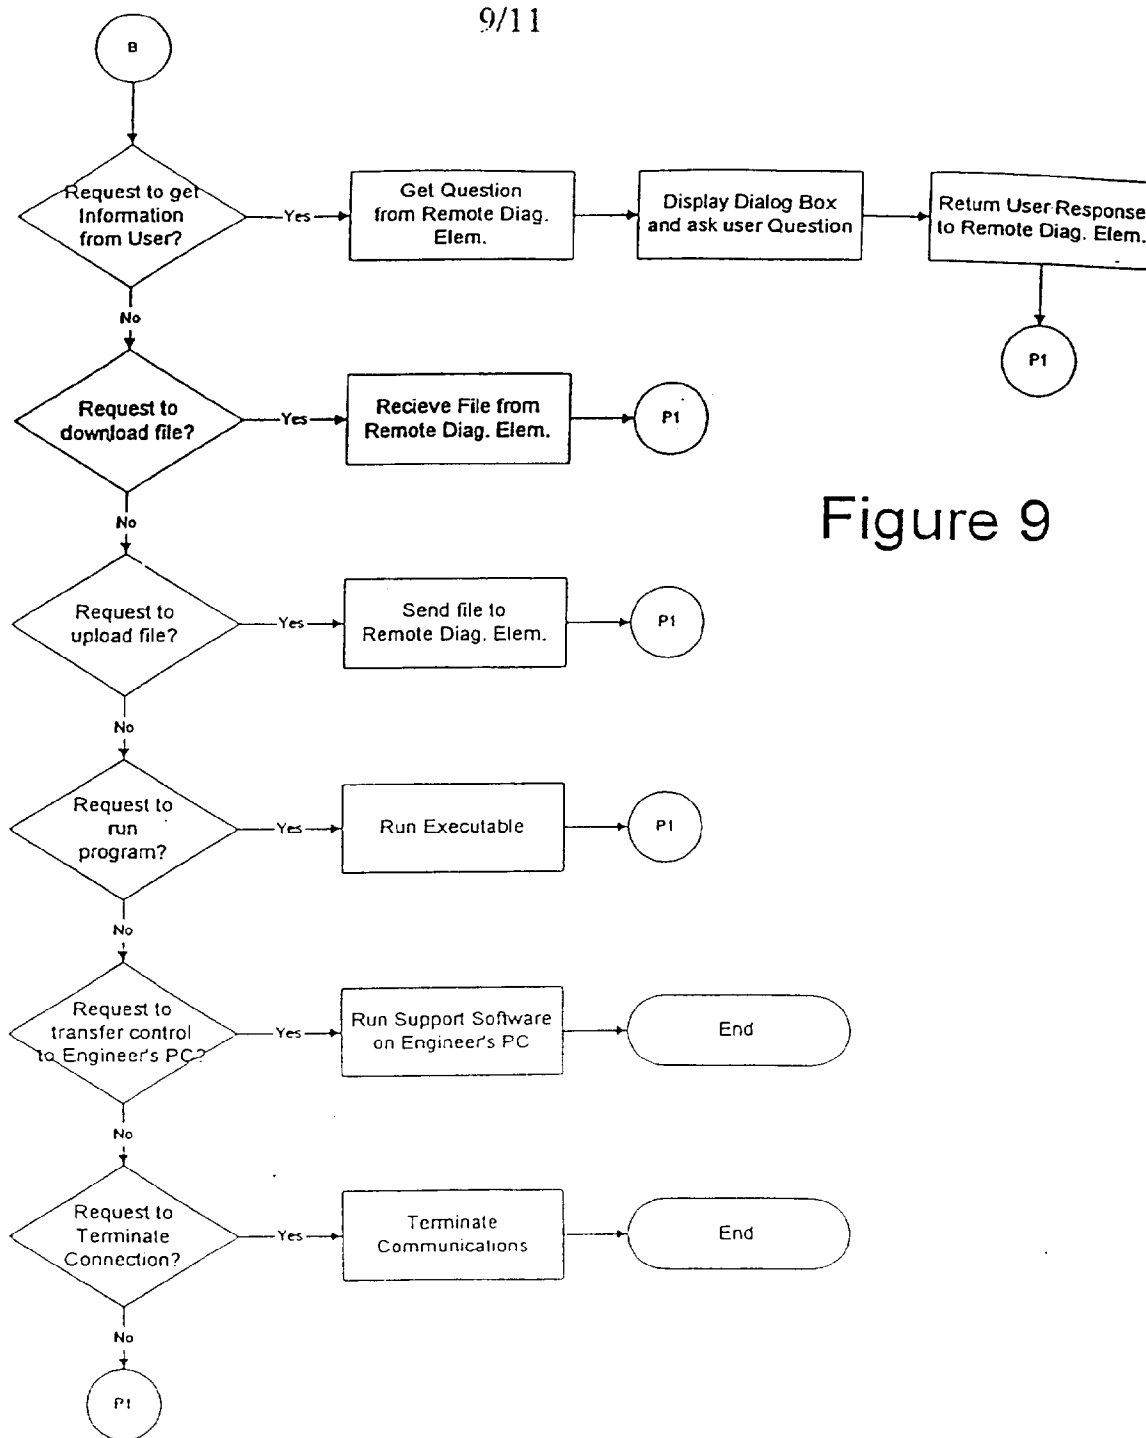 9/11
B
Request to get
Information
from User?
Yes
Get Question
from Remote Diag.
Elem.
Display Dialog Box
and ask user Question
Return User Response
to Remote Diag. Elem.
P1
No
Request to
download file?
Yes
Recieve File from
Remote Diag. Elem.
P1
Figure 9
No
Request to
upload file?
Yes
Send file to
Remote Diag. Elem.
P1
No
Request to
run
program?
Yes
Run Executable
P1
No
Request to
transfer control
to Engineer's PC?
Yes
Run Support Software
on Engineer's PC
End
No
Request to
Terminate
Connection?
Yes
Terminate
Communications
End
No
P1